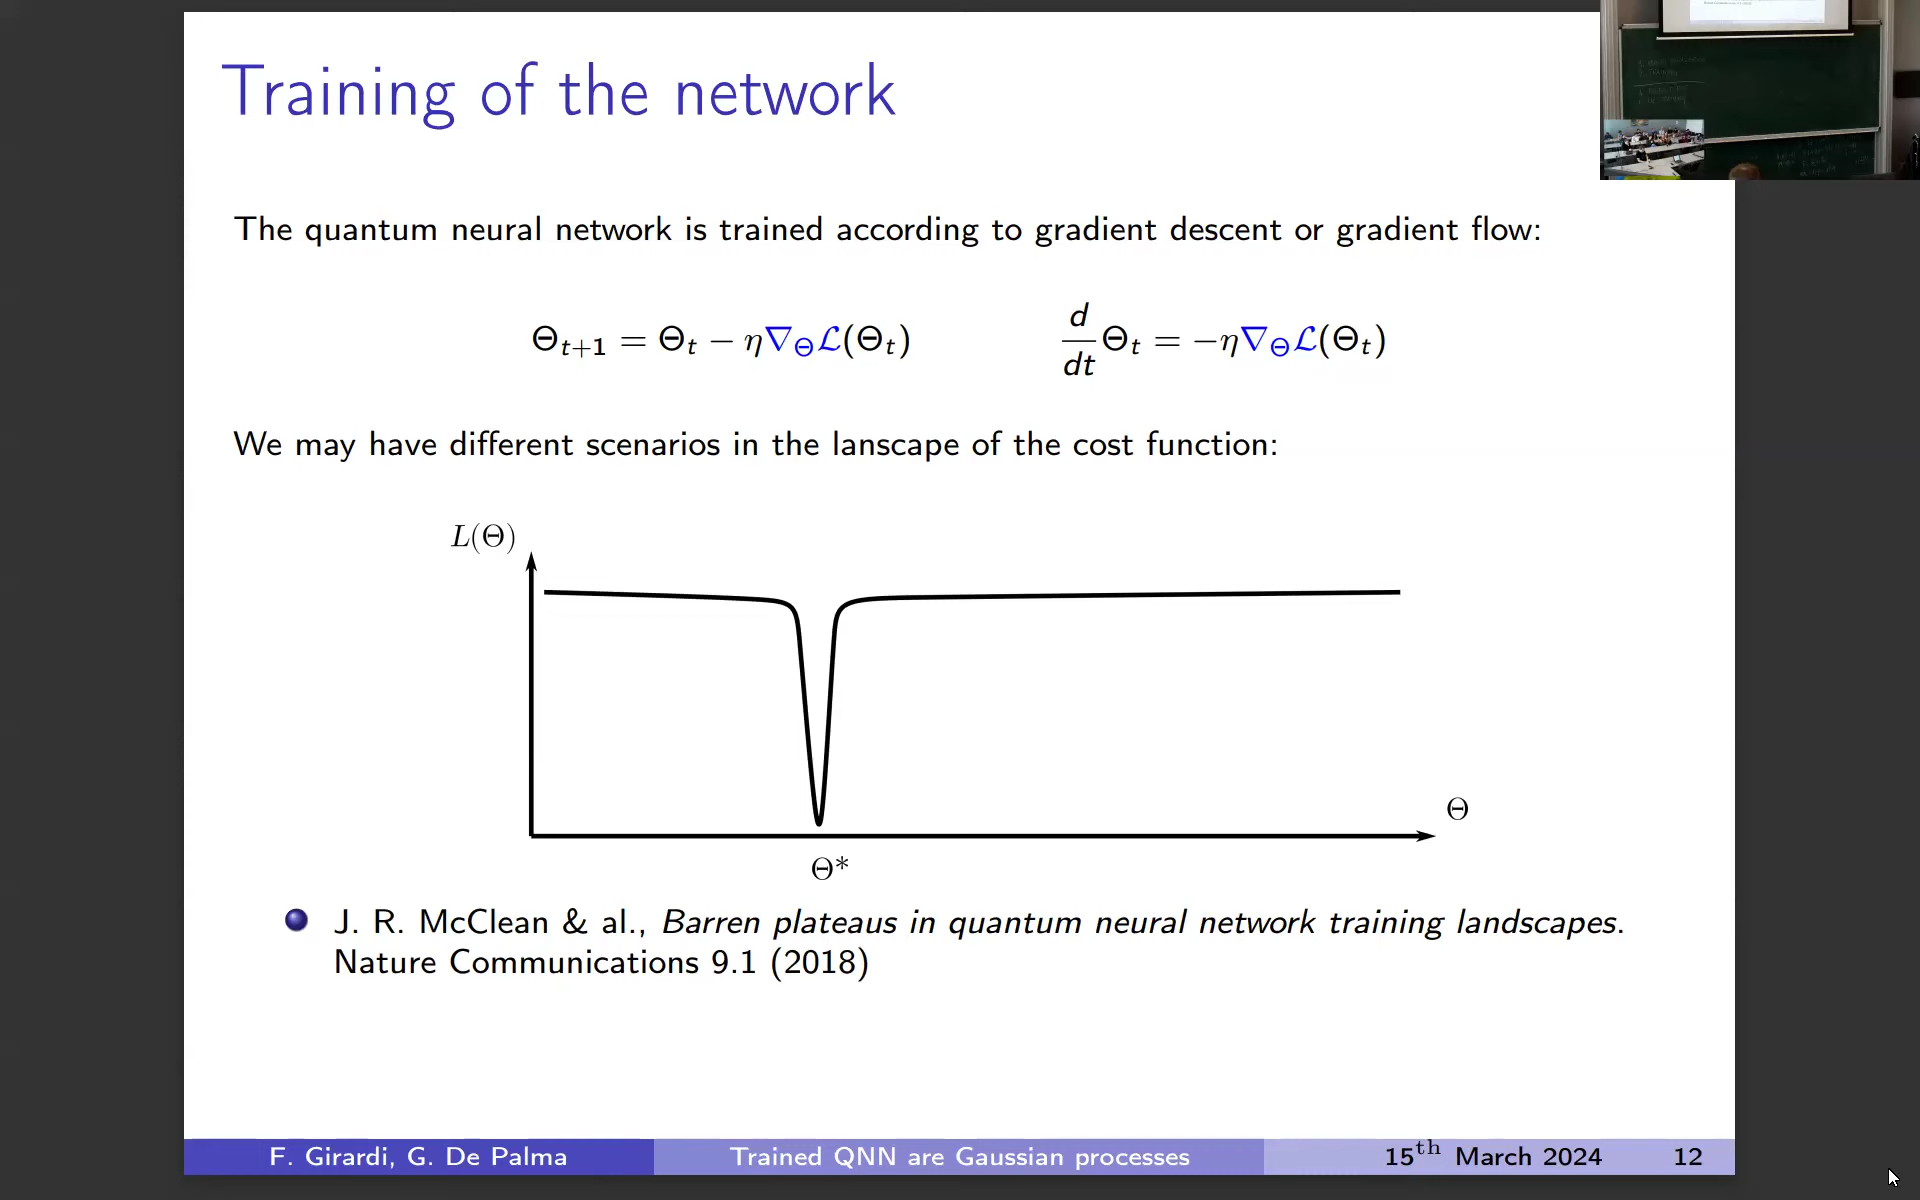 Training of the network
The quantum neural network is trained according to gradient descent or gradient flow:
Θ_{t+1} = Θ_t − η∇_Θ ℒ(Θ_t)
d/dt Θ_t = −η∇_Θ ℒ(Θ_t)
We may have different scenarios in the lanscape of the cost function:
L(Θ)
Θ
Θ*
J. R. McClean & al., Barren plateaus in quantum neural network training landscapes.
Nature Communications 9.1 (2018)
F. Girardi, G. De Palma
Trained QNN are Gaussian processes
15th March 2024
12